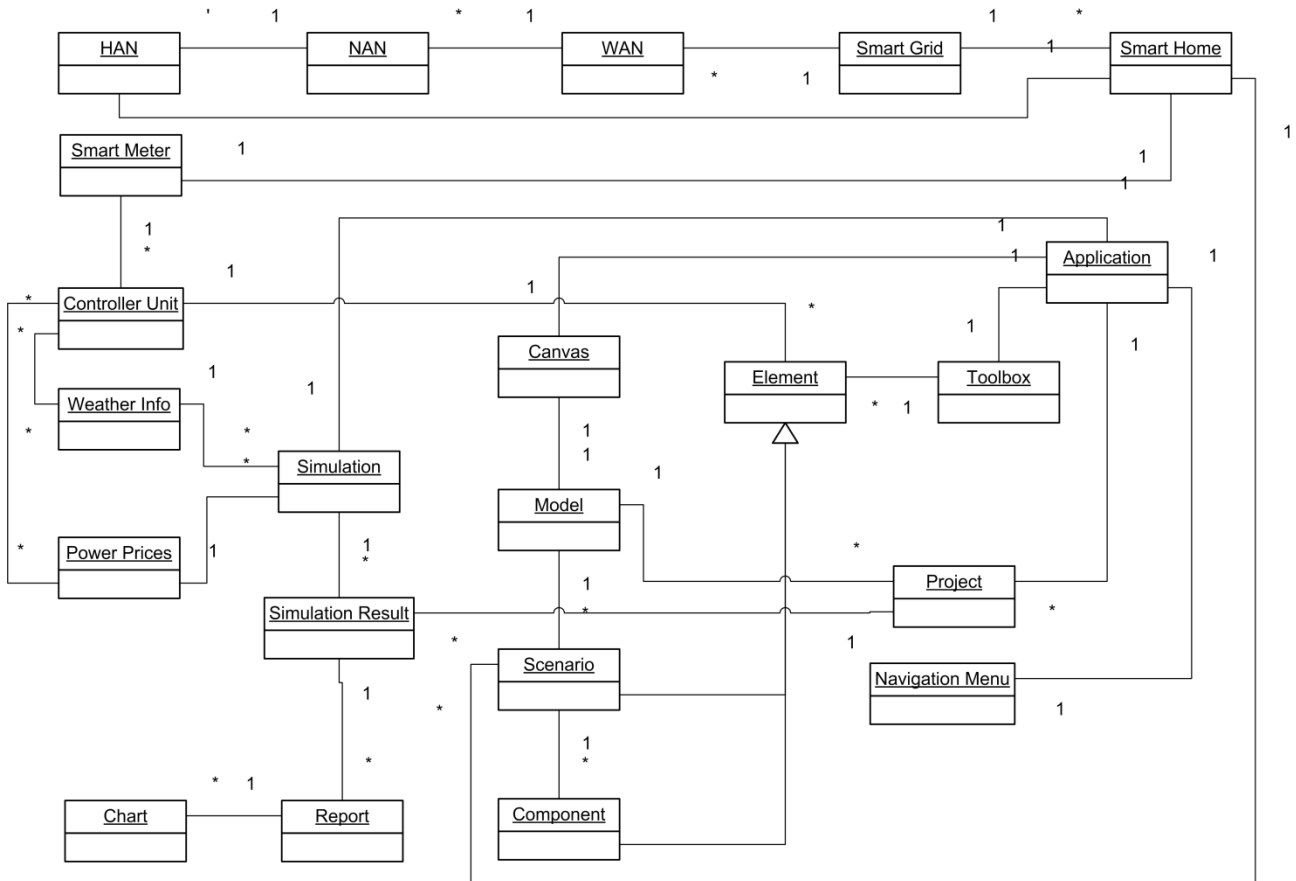 ' 1 * 1 1 *
HAN NAN WAN Smart Grid 1 Smart Home
* 1
1
Smart Meter 1 1
1
1
*
1 1 1
Application
1 1
Controller Unit
* 1 *
* 1 1
Canvas
1 Element Toolbox
Weather Info 1
* 1
* * 1
* 1
Simulation 1
Model
* Power Prices 1 1 *
*
Project
1
Simulation Result * *
* 1
Scenario
Navigation Menu
1
* 1
1
* *
* 1
Chart Report Component